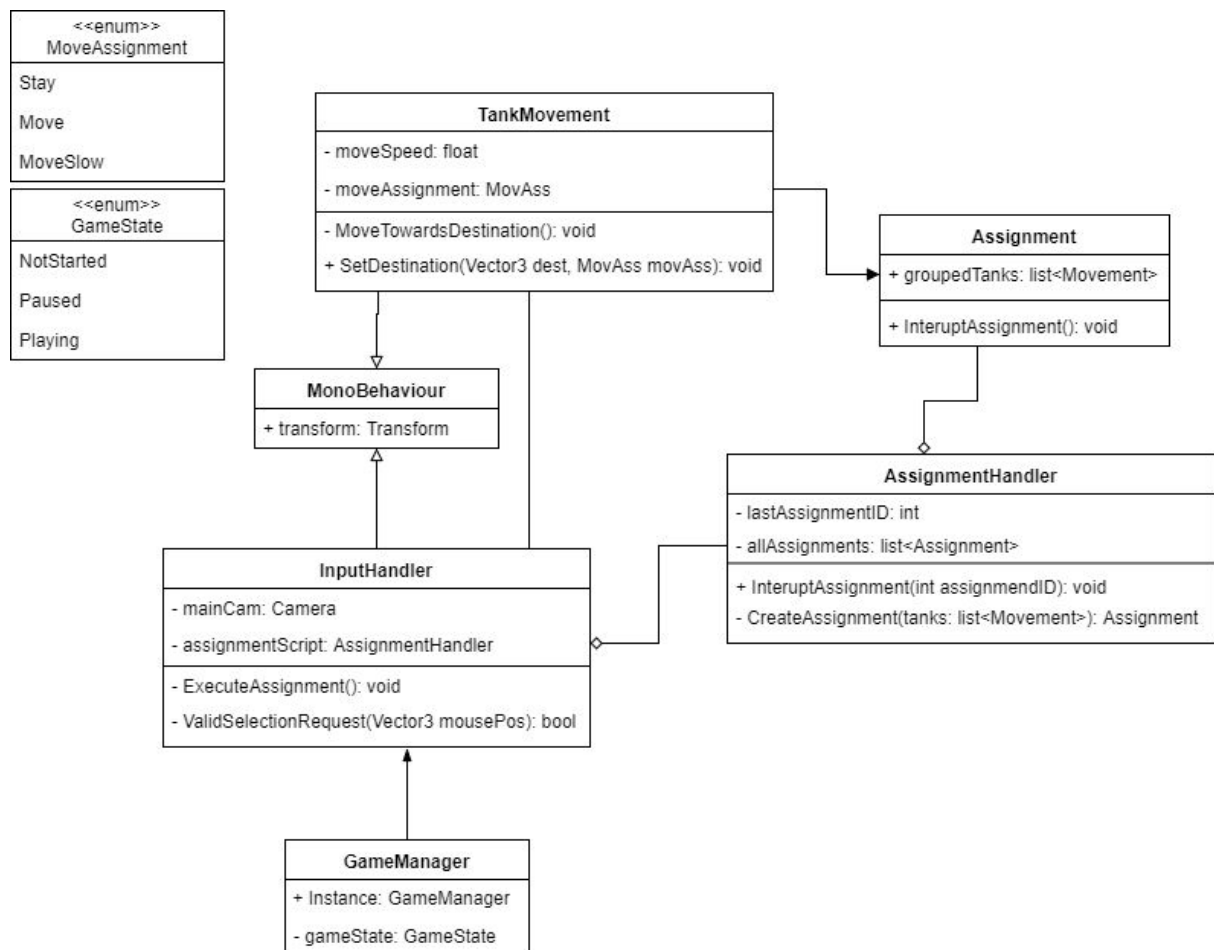 <<enum>>
MoveAssignment
Stay
Move
MoveSlow
<<enum>>
GameState
NotStarted
Paused
Playing
TankMovement
- moveSpeed: float
- moveAssignment: MovAss
- MoveTowardsDestination(): void
+ SetDestination(Vector3 dest, MovAss movAss): void
Assignment
+ groupedTanks: list<Movement>
+ InteruptAssignment(): void
MonoBehaviour
+ transform: Transform
AssignmentHandler
- lastAssignmentID: int
- allAssignments: list<Assignment>
+ InteruptAssignment(int assignmendID): void
- CreateAssignment(tanks: list<Movement>): Assignment
InputHandler
- mainCam: Camera
- assignmentScript: AssignmentHandler
- ExecuteAssignment(): void
- ValidSelectionRequest(Vector3 mousePos): bool
GameManager
+ Instance: GameManager
- gameState: GameState